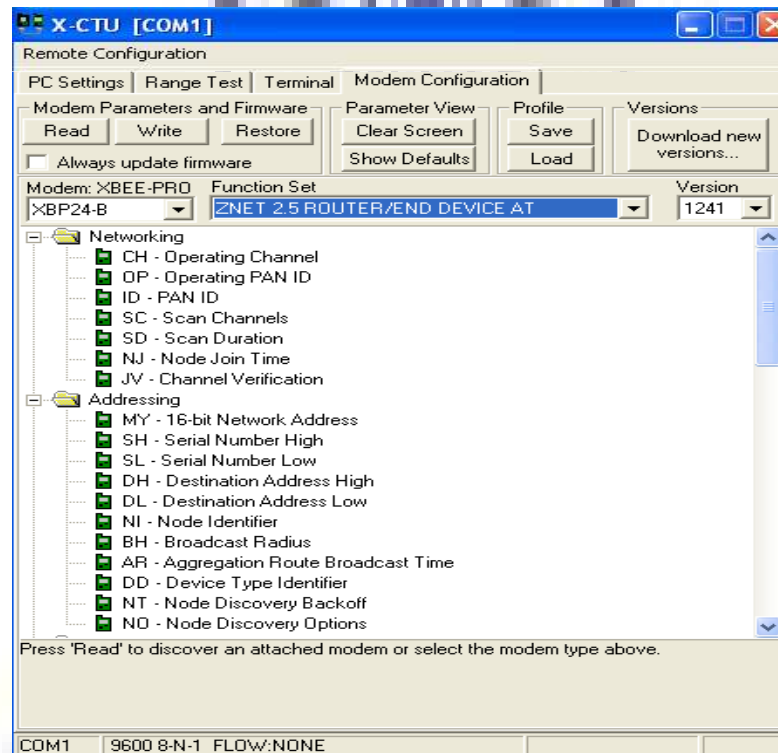 X-CTU [COM1]
Remote Configuration
PC Settings Range Test Terminal Modem Configuration
Modem Parameters and Firmware Parameter View Profile Versions
Read Write Restore Clear Screen Save Download new versions...
Always update firmware Show Defaults Load
Modem: XBEE-PRO Function Set Version
XBP24-B ZNET 2.5 ROUTER/END DEVICE AT 1241
Networking
CH - Operating Channel
OP - Operating PAN ID
ID - PAN ID
SC - Scan Channels
SD - Scan Duration
NJ - Node Join Time
JV - Channel Verification
Addressing
MY - 16-bit Network Address
SH - Serial Number High
SL - Serial Number Low
DH - Destination Address High
DL - Destination Address Low
NI - Node Identifier
BH - Broadcast Radius
AR - Aggregation Route Broadcast Time
DD - Device Type Identifier
NT - Node Discovery Backoff
NO - Node Discovery Options
Press 'Read' to discover an attached modem or select the modem type above.
COM1 9600 8-N-1 FLOW:NONE